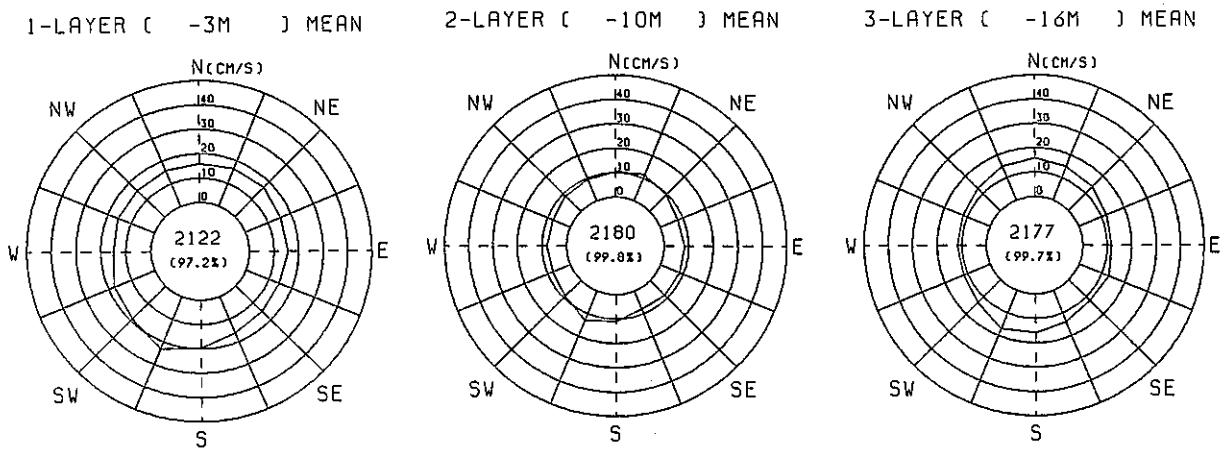 1-LAYER ( -3M ) MEAN
N(CM/S)
NW
NE
40
30
20
10
0
2122
(97.2%)
W
E
SW
SE
S
2-LAYER ( -10M ) MEAN
N(CM/S)
NW
NE
40
30
20
10
0
2180
(99.8%)
W
E
SW
SE
S
3-LAYER ( -16M ) MEAN
N(CM/S)
NW
NE
40
30
20
10
0
2177
(99.7%)
W
E
SW
SE
S